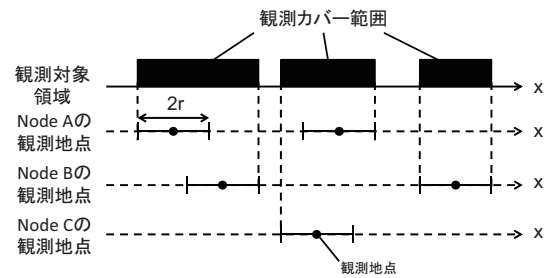 観測カバー範囲
観測対象
領域
x
2r
Node Aの
観測地点
x
Node Bの
観測地点
x
Node Cの
観測地点
x
観測地点